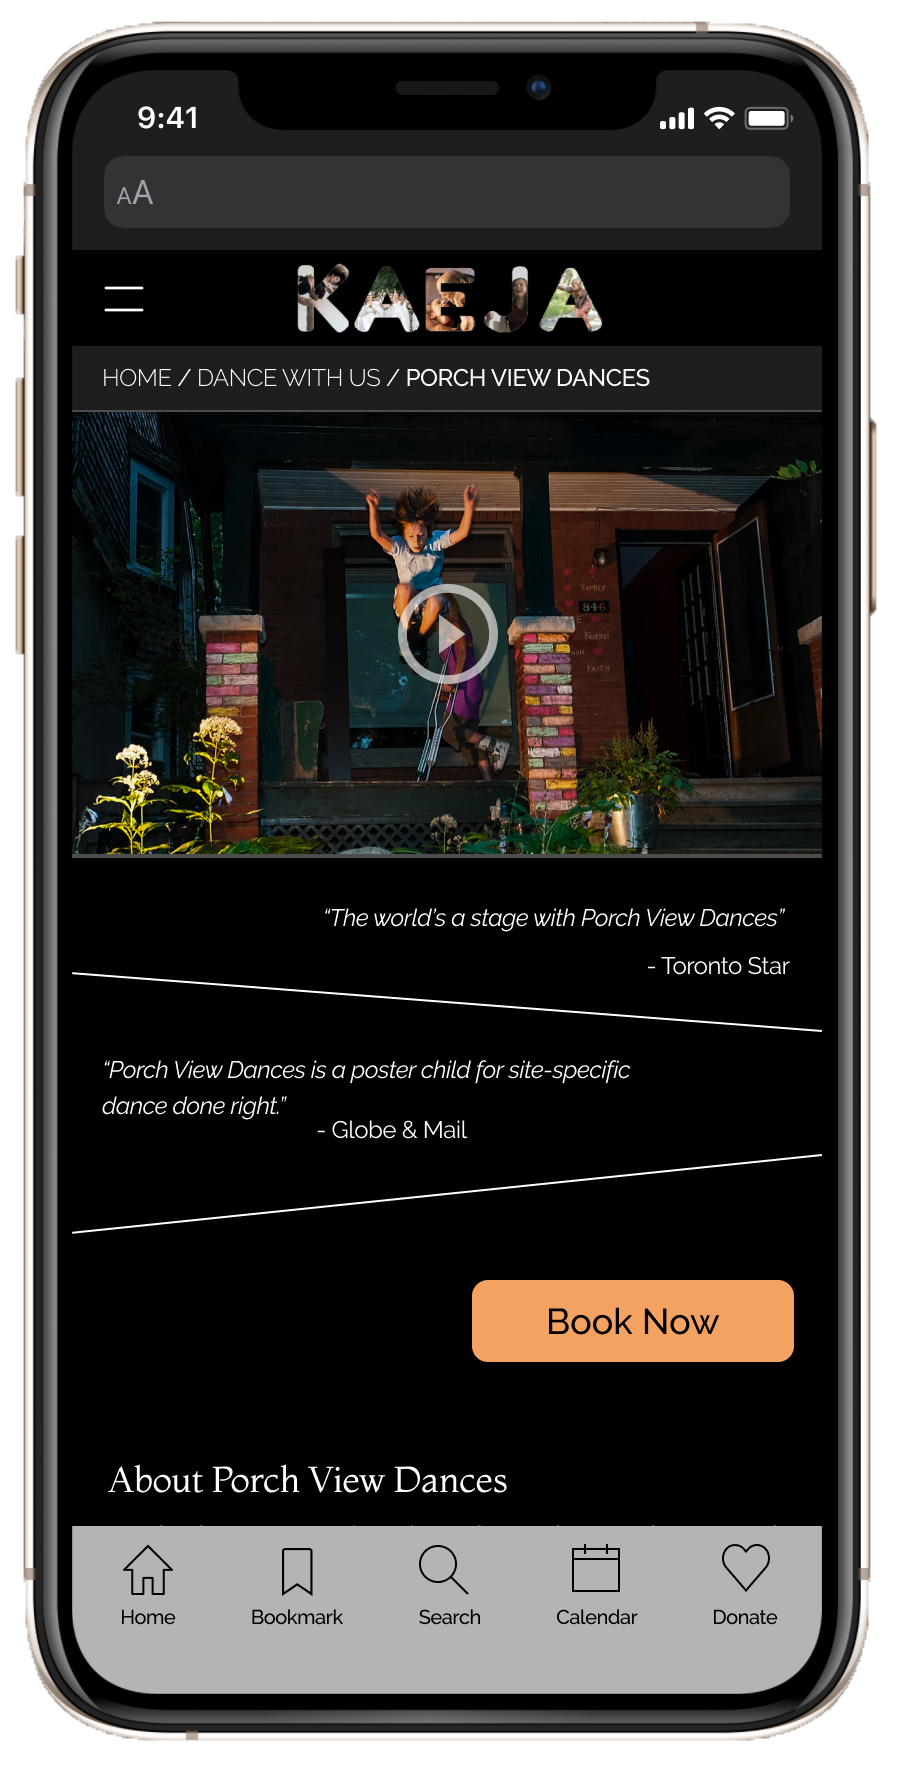 9:41
AA
KAEJA
HOME / DANCE WITH US / PORCH VIEW DANCES
FAMILY
846
FRIENDS
FAITH
“The world’s a stage with Porch View Dances”
- Toronto Star
“Porch View Dances is a poster child for site-specific
dance done right.”
- Globe & Mail
Book Now
About Porch View Dances
Home Bookmark Search Calendar Donate